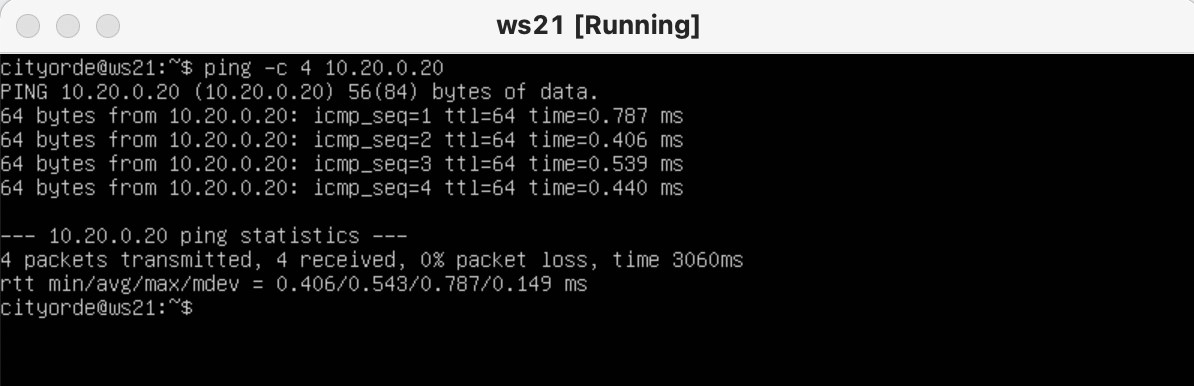 ws21 [Running]
cityorde@ws21:~$ ping -c 4 10.20.0.20
PING 10.20.0.20 (10.20.0.20) 56(84) bytes of data.
64 bytes from 10.20.0.20: icmp_seq=1 ttl=64 time=0.787 ms
64 bytes from 10.20.0.20: icmp_seq=2 ttl=64 time=0.406 ms
64 bytes from 10.20.0.20: icmp_seq=3 ttl=64 time=0.539 ms
64 bytes from 10.20.0.20: icmp_seq=4 ttl=64 time=0.440 ms
--- 10.20.0.20 ping statistics ---
4 packets transmitted, 4 received, 0% packet loss, time 3060ms
rtt min/avg/max/mdev = 0.406/0.543/0.787/0.149 ms
cityorde@ws21:~$